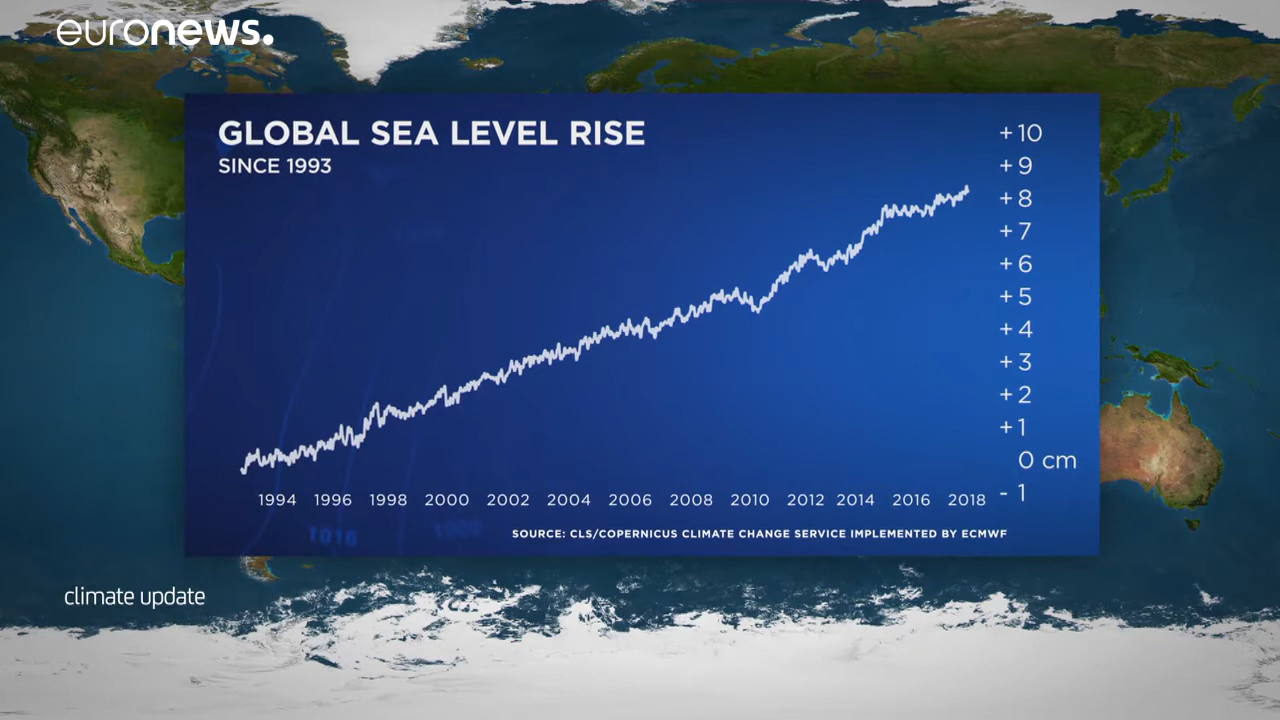 euronews.
GLOBAL SEA LEVEL RISE
SINCE 1993
+ 10
+ 9
+ 8
+ 7
+ 6
+ 5
+ 4
+ 3
+ 2
+ 1
0 cm
- 1
1994 1996 1998 2000 2002 2004 2006 2008 2010 2012 2014 2016 2018
SOURCE: CLS/COPERNICUS CLIMATE CHANGE SERVICE IMPLEMENTED BY ECMWF
climate update